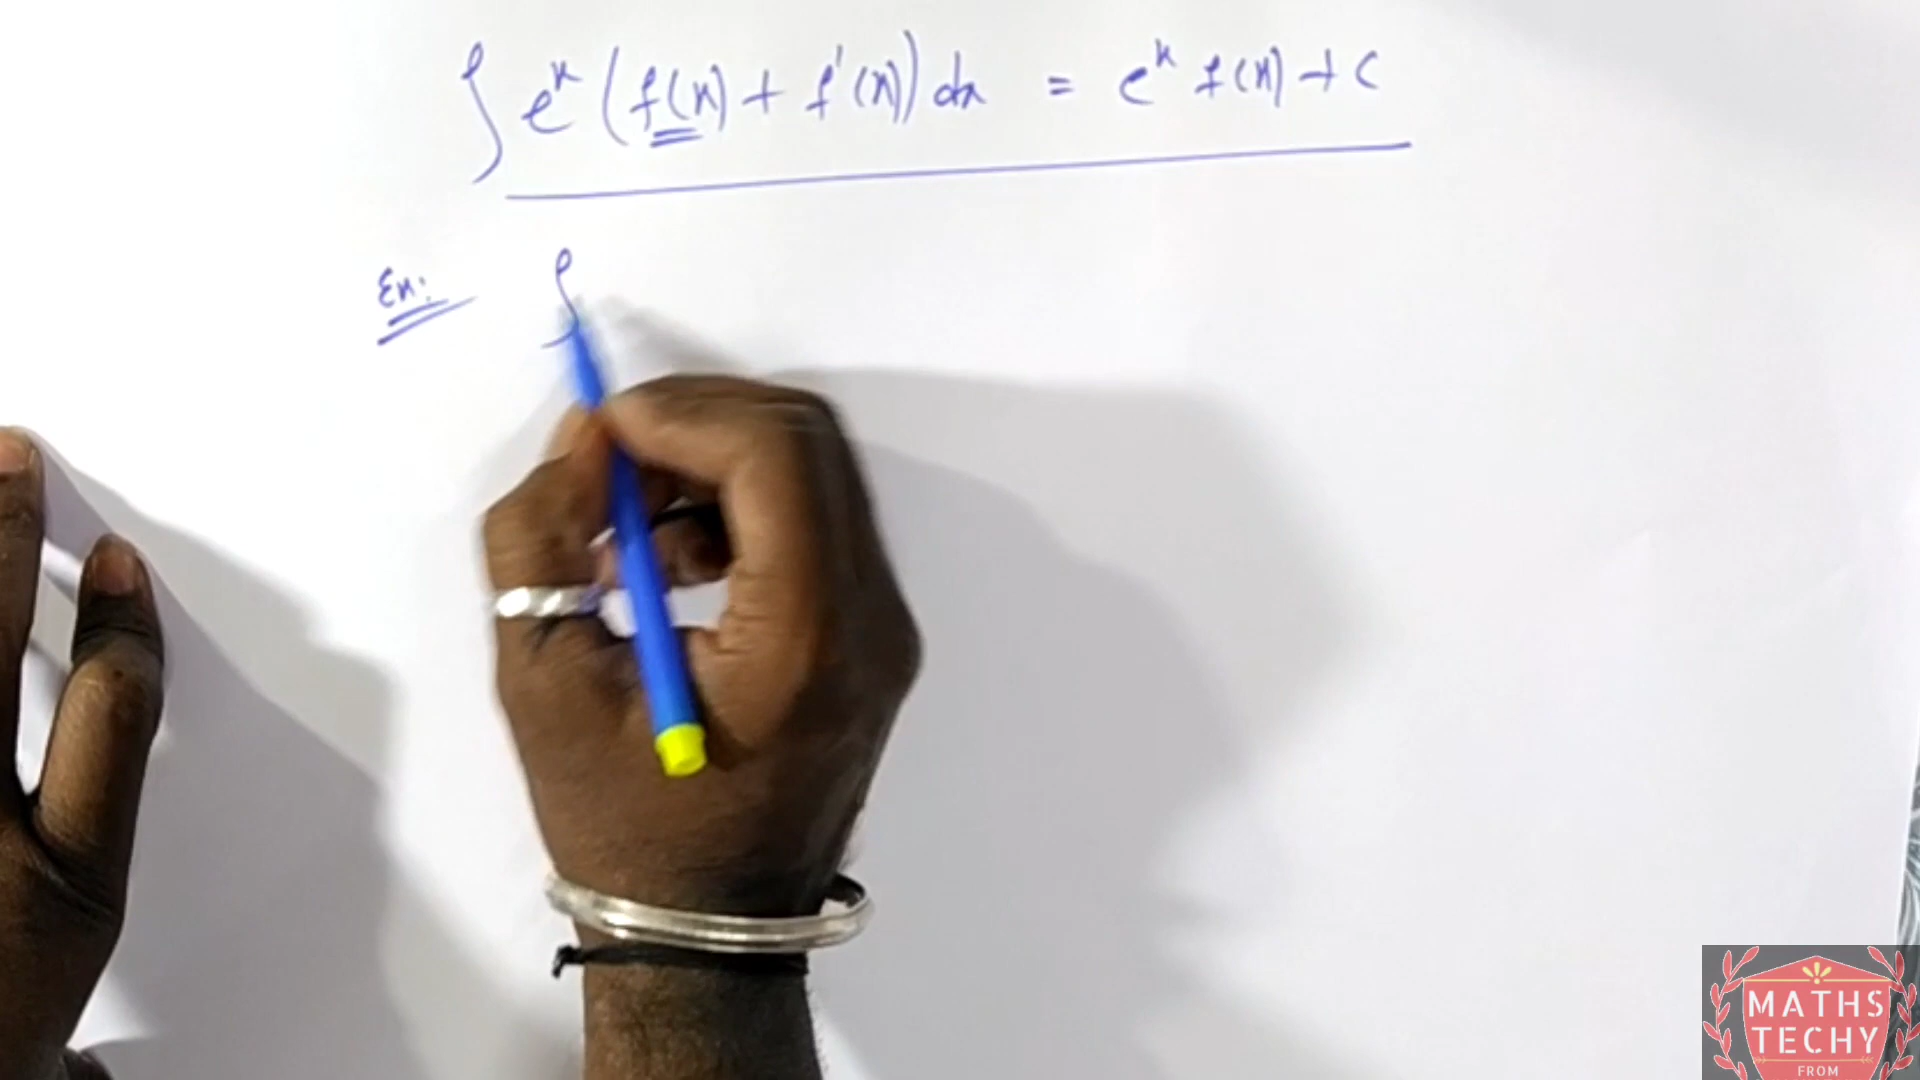 ∫ eˣ (f(x) + f'(x)) dx = eˣ f(x) + c
Ex: ∫
MATHS
TECHY
FROM